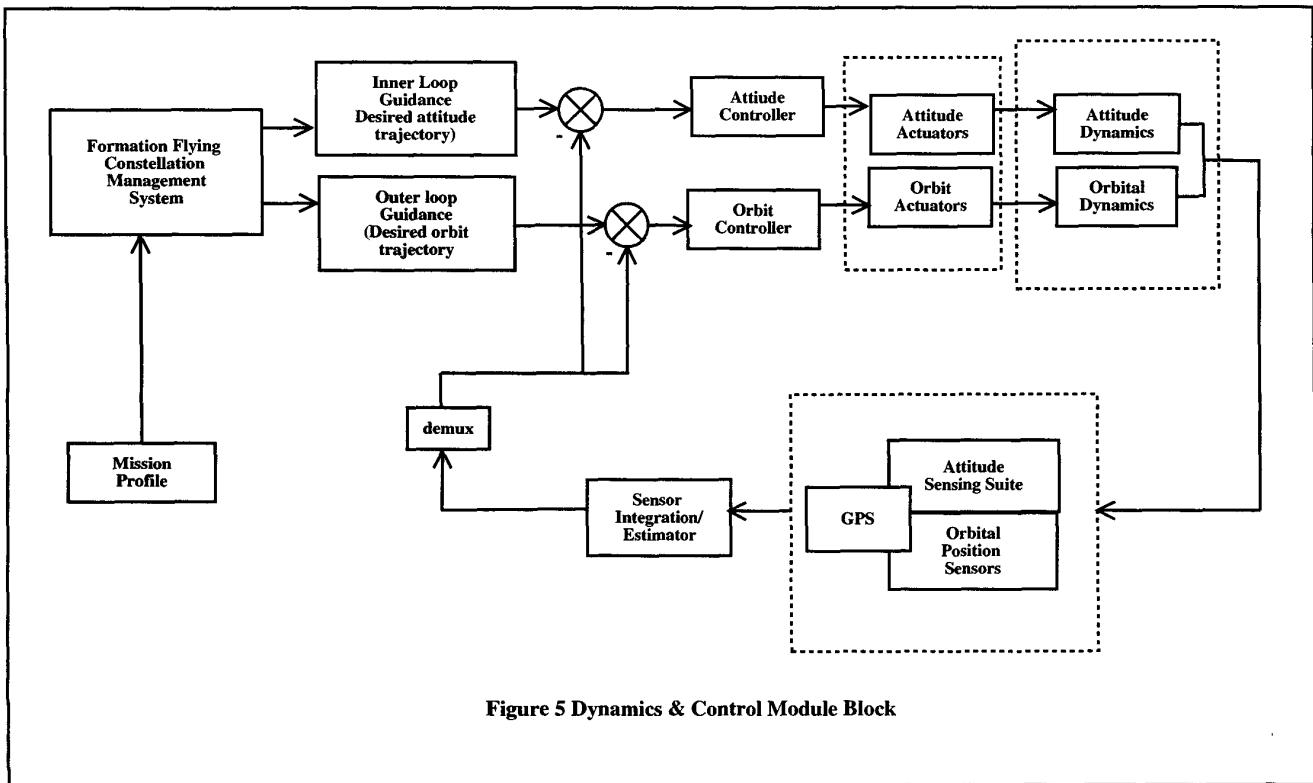 Formation Flying
Constellation
Management
System
Inner Loop
Guidance
Desired attitude
trajectory)
Outer loop
Guidance
(Desired orbit
trajectory
-
-
Attiude
Controller
Orbit
Controller
Attitude
Actuators
Orbit
Actuators
Attitude
Dynamics
Orbital
Dynamics
Mission
Profile
demux
Sensor
Integration/
Estimator
GPS
Attitude
Sensing Suite
Orbital
Position
Sensors
Figure 5 Dynamics & Control Module Block